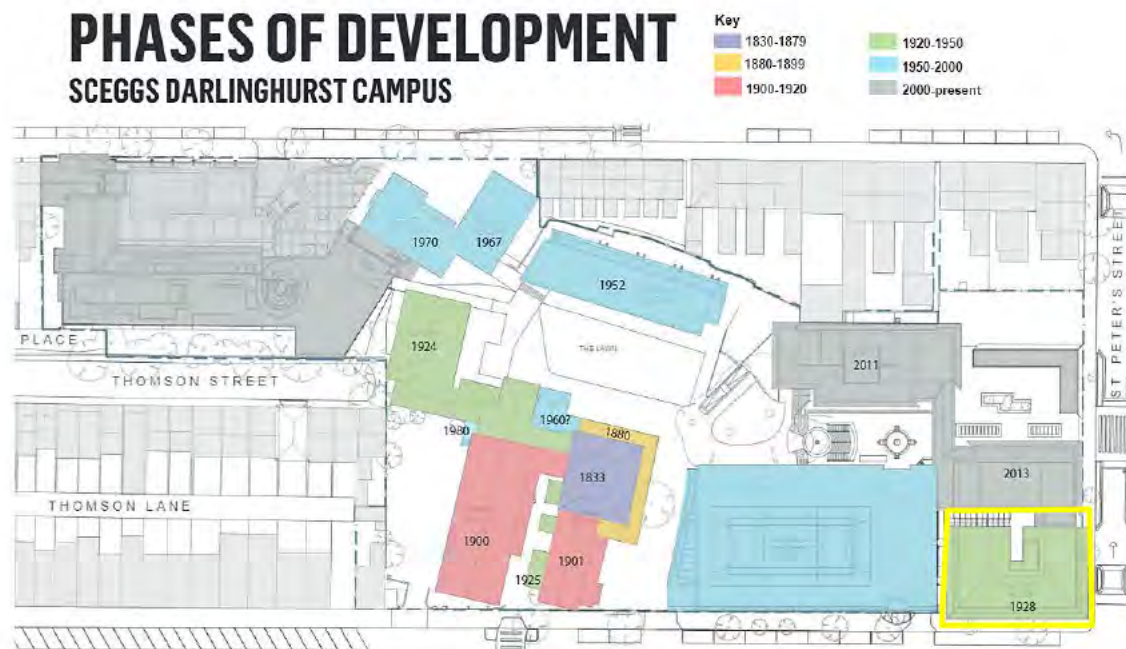 PHASES OF DEVELOPMENT
SCEGGS DARLINGHURST CAMPUS
Key
1830-1879
1880-1899
1900-1920
1920-1950
1950-2000
2000-present
1970
1967
1952
ST PETER'S STREET
PLACE
1924
THE LAWN
2011
THOMSON STREET
1980
1960?
1880
1833
2013
THOMSON LANE
1900
1925
1901
1928